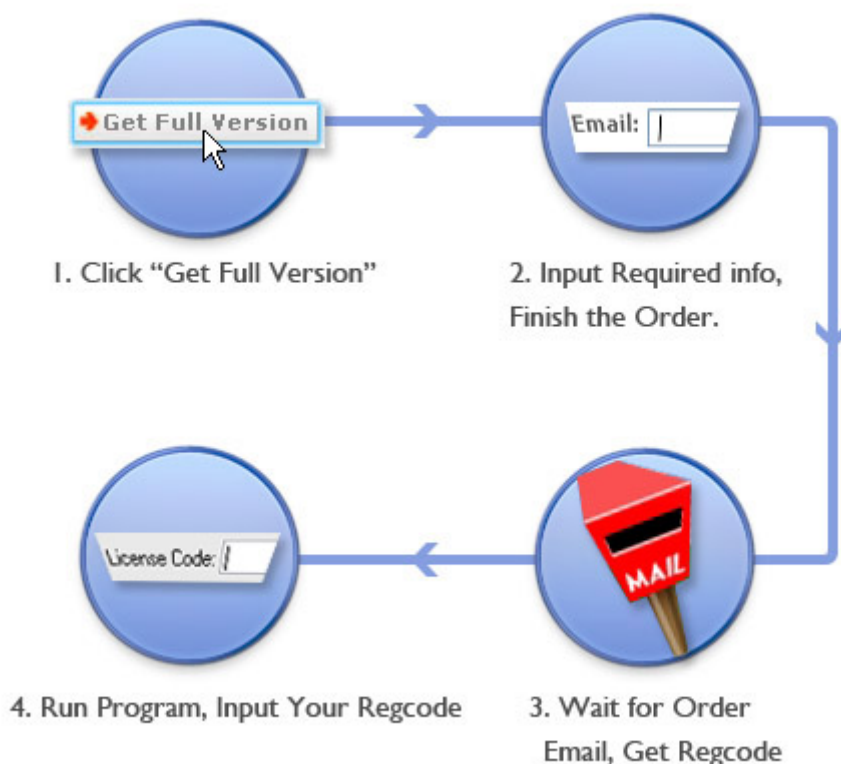 Get Full Version
Email:
1. Click “Get Full Version”
2. Input Required info,
Finish the Order.
License Code:
MAIL
4. Run Program, Input Your Regcode
3. Wait for Order
Email, Get Regcode